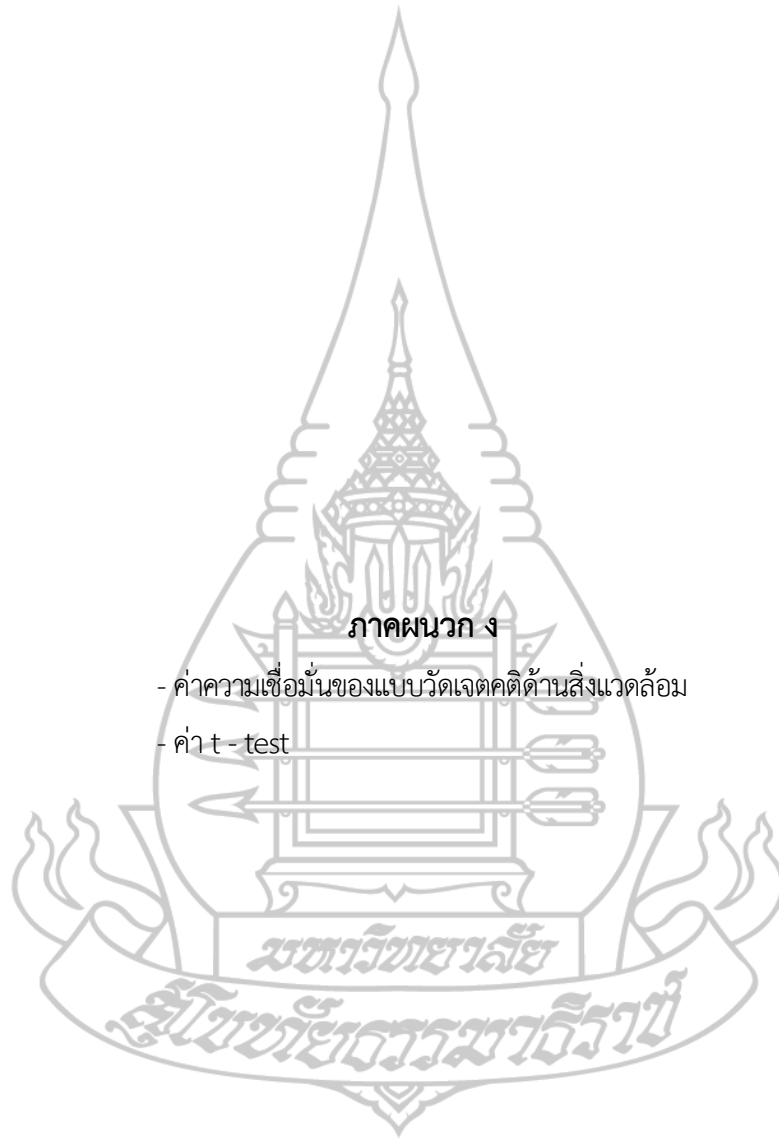 ภาคผนวก ง
- ค่าความเชื่อมั่นของแบบวัดเจตคติด้านสิ่งแวดล้อม
- ค่า t - test
มหาวิทยาลัย
สุโขทัยธรรมาธิราช